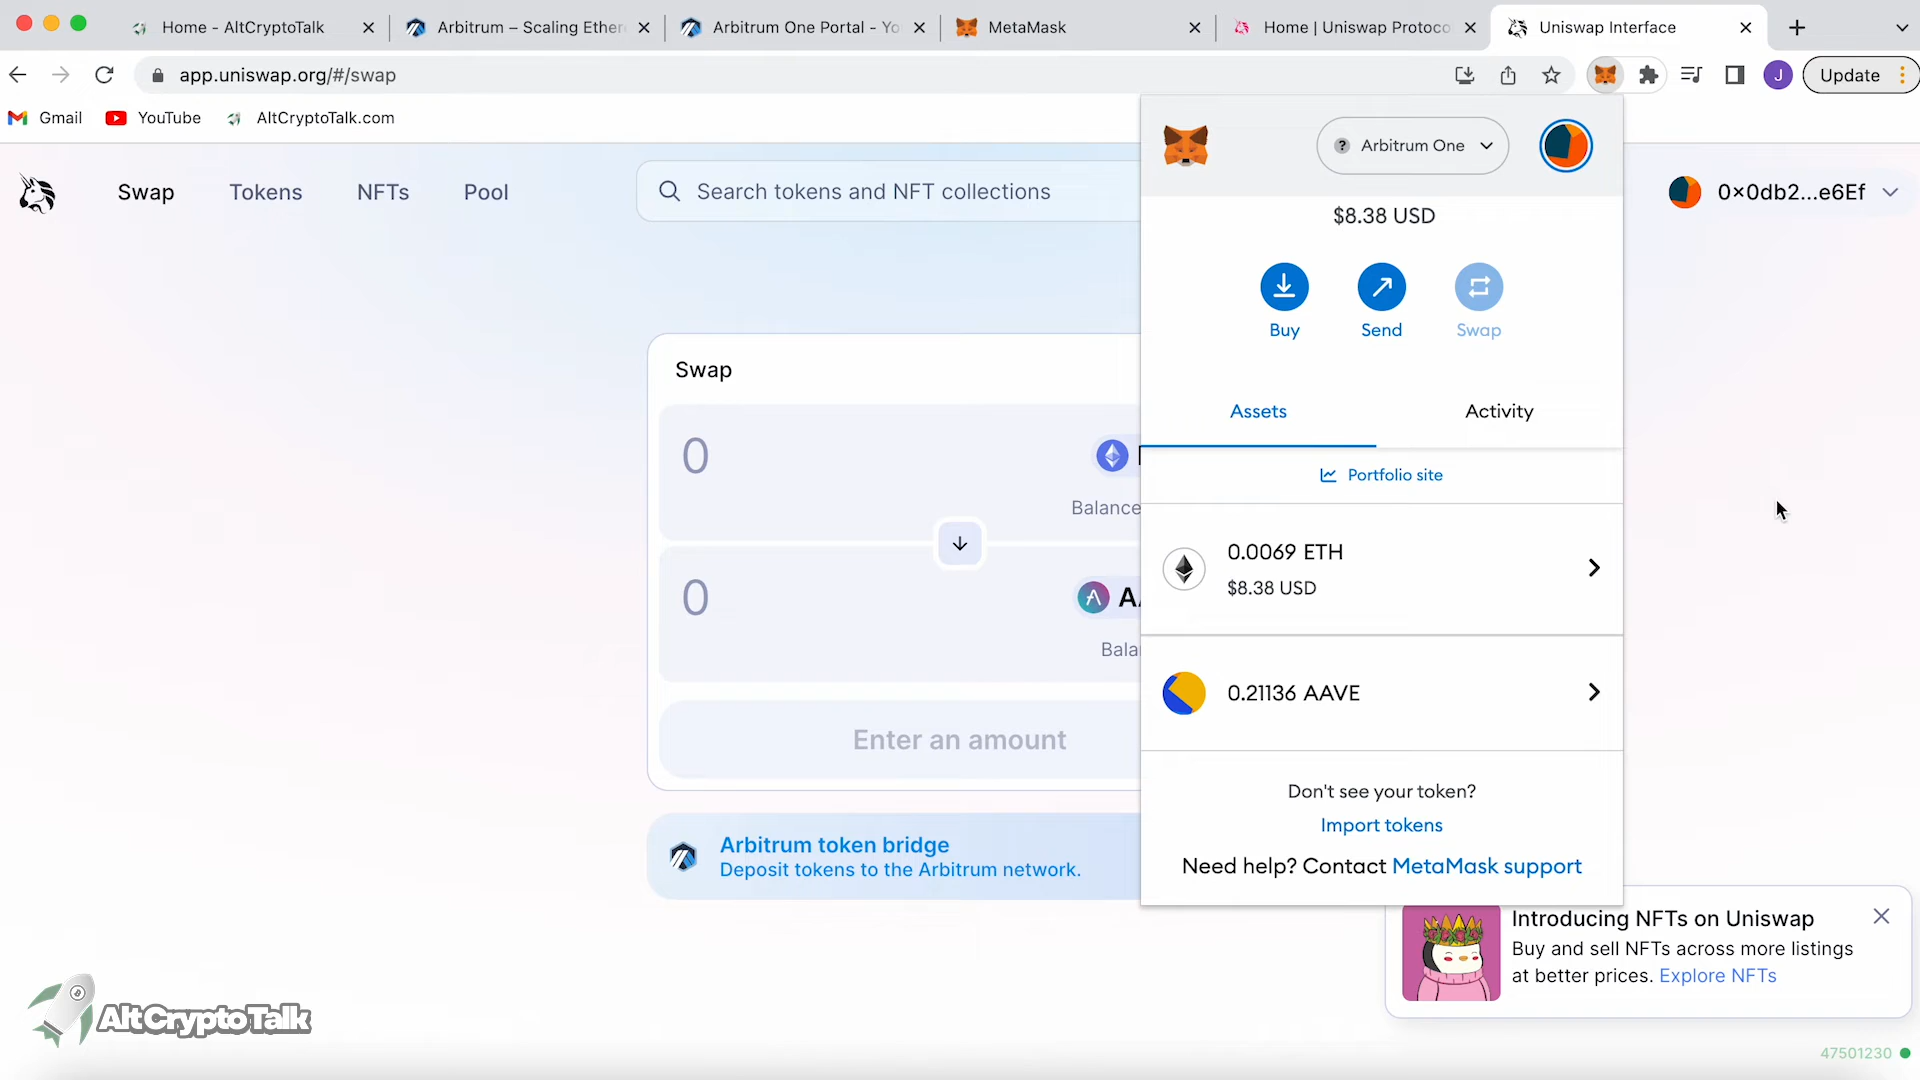 Home - AltCryptoTalk
Arbitrum – Scaling Ether
Arbitrum One Portal - Yo
MetaMask
Home | Uniswap Protoco
Uniswap Interface
app.uniswap.org/#/swap
J
Update
Gmail
YouTube
AltCryptoTalk.com
Swap
Tokens
NFTs
Pool
Search tokens and NFT collections
0x0db2...e6Ef
? Arbitrum One
$8.38 USD
Buy
Send
Swap
Assets
Activity
Portfolio site
0.0069 ETH
$8.38 USD
0.21136 AAVE
Don't see your token?
Import tokens
Need help? Contact MetaMask support
Swap
0
Balance
0
Enter an amount
Arbitrum token bridge
Deposit tokens to the Arbitrum network.
Introducing NFTs on Uniswap
Buy and sell NFTs across more listings
at better prices. Explore NFTs
AltCryptoTalk
47501230